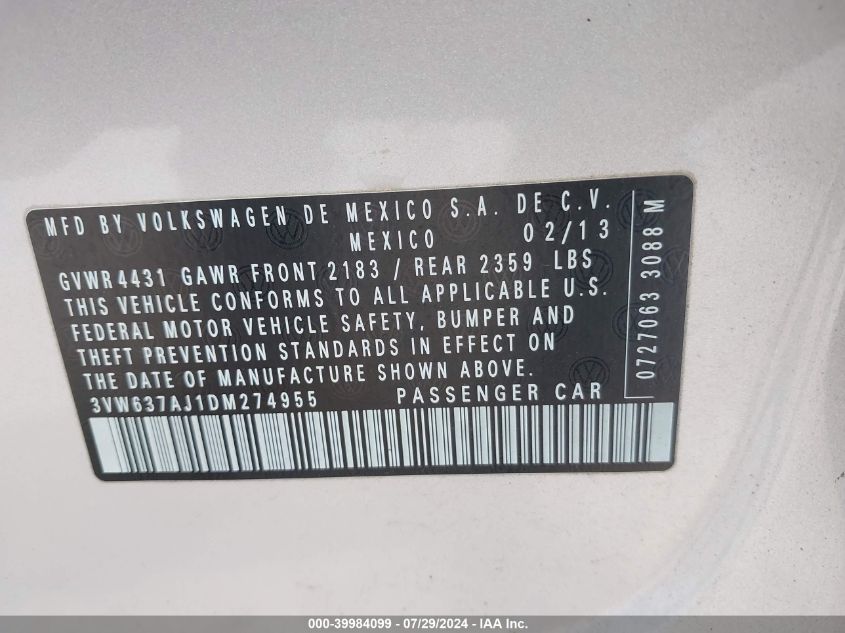 MFD BY VOLKSWAGEN DE MEXICO S.A. DE C.V.
MEXICO 02/13
GVWR 4431 GAWR FRONT 2183 / REAR 2359 LBS
THIS VEHICLE CONFORMS TO ALL APPLICABLE U.S.
FEDERAL MOTOR VEHICLE SAFETY, BUMPER AND
THEFT PREVENTION STANDARDS IN EFFECT ON
THE DATE OF MANUFACTURE SHOWN ABOVE.
3VW637AJ1DM274955 PASSENGER CAR
0727063 3088 M
000-39984099 - 07/29/2024 - IAA Inc.